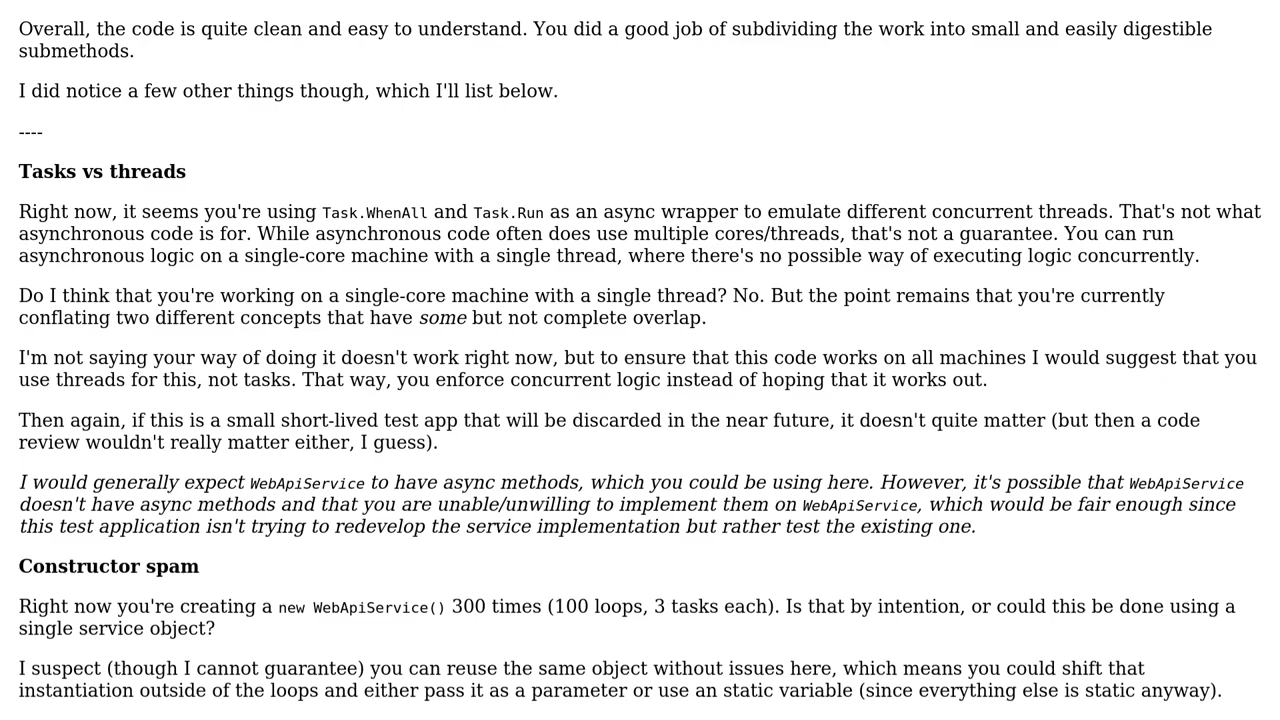 Overall, the code is quite clean and easy to understand. You did a good job of subdividing the work into small and easily digestible
submethods.
I did notice a few other things though, which I'll list below.
----
Tasks vs threads
Right now, it seems you're using Task.WhenAll and Task.Run as an async wrapper to emulate different concurrent threads. That's not what
asynchronous code is for. While asynchronous code often does use multiple cores/threads, that's not a guarantee. You can run
asynchronous logic on a single-core machine with a single thread, where there's no possible way of executing logic concurrently.
Do I think that you're working on a single-core machine with a single thread? No. But the point remains that you're currently
conflating two different concepts that have some but not complete overlap.
I'm not saying your way of doing it doesn't work right now, but to ensure that this code works on all machines I would suggest that you
use threads for this, not tasks. That way, you enforce concurrent logic instead of hoping that it works out.
Then again, if this is a small short-lived test app that will be discarded in the near future, it doesn't quite matter (but then a code
review wouldn't really matter either, I guess).
I would generally expect WebApiService to have async methods, which you could be using here. However, it's possible that WebApiService
doesn't have async methods and that you are unable/unwilling to implement them on WebApiService, which would be fair enough since
this test application isn't trying to redevelop the service implementation but rather test the existing one.
Constructor spam
Right now you're creating a new WebApiService() 300 times (100 loops, 3 tasks each). Is that by intention, or could this be done using a
single service object?
I suspect (though I cannot guarantee) you can reuse the same object without issues here, which means you could shift that
instantiation outside of the loops and either pass it as a parameter or use an static variable (since everything else is static anyway).